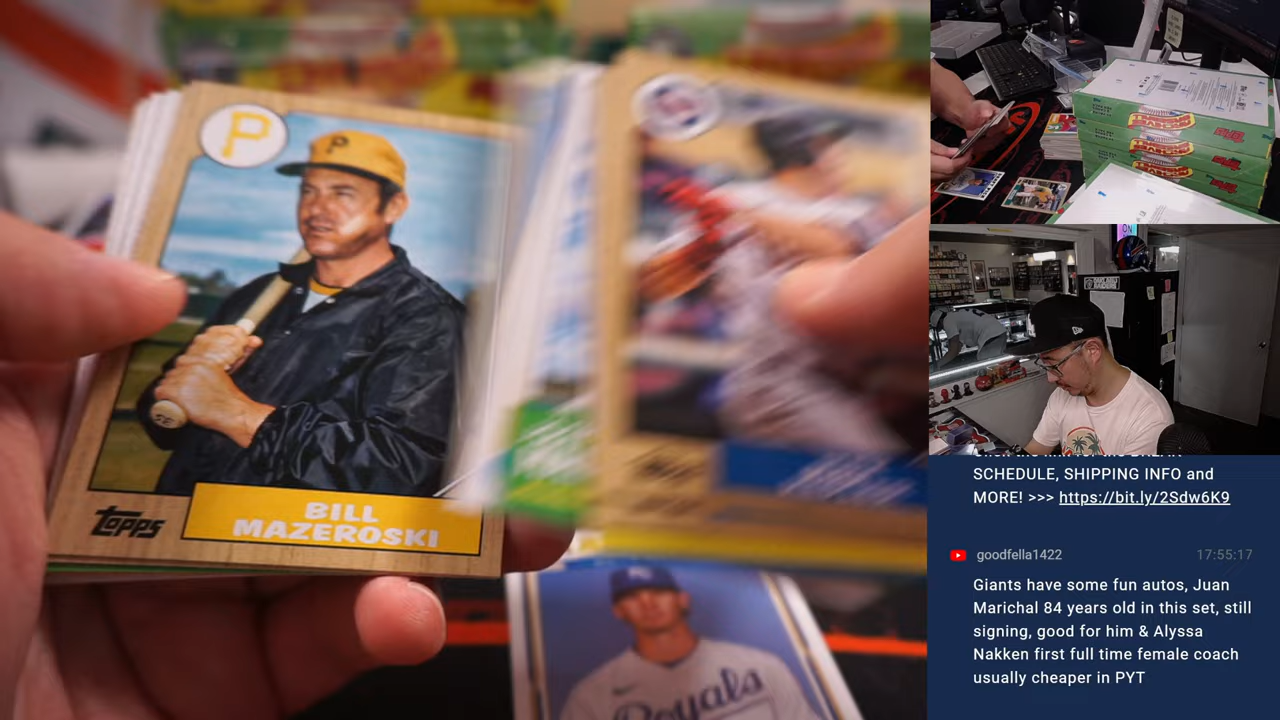 P
P
BILL
MAZEROSKI
Topps
Royals
ON
SCHEDULE, SHIPPING INFO and
MORE! >>> https://bit.ly/2Sdw6K9
goodfella1422
17:55:17
Giants have some fun autos, Juan
Marichal 84 years old in this set, still
signing, good for him & Alyssa
Nakken first full time female coach
usually cheaper in PYT